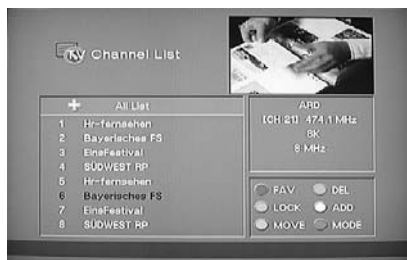 TV Channel List
All List
1 Hr-fernsehen
2 Bayerisches FS
3 EinsFestival
4 SÜDWEST RP
5 Hr-fernsehen
6 Bayerisches FS
7 EinsFestival
8 SÜDWEST RP
ARD
[CH 21] 474.1 MHz
8K
8 MHz
FAV DEL
LOCK ADD
MOVE MODE